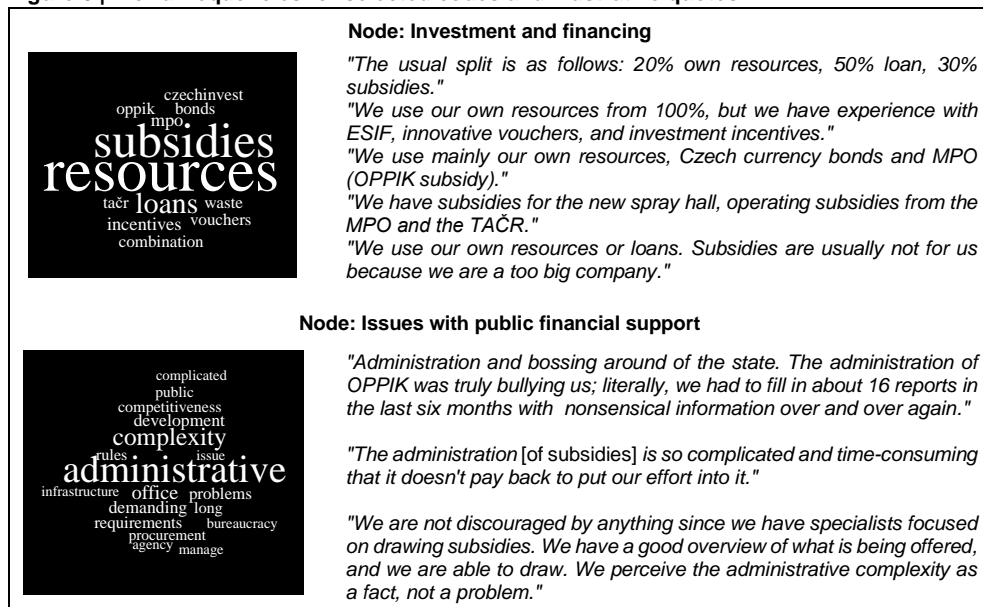 Node: Investment and financing
czechinvest
oppik bonds
mpo
subsidies
resources
tačr loans waste
incentives vouchers
combination
"The usual split is as follows: 20% own resources, 50% loan, 30%
subsidies."
"We use our own resources from 100%, but we have experience with
ESIF, innovative vouchers, and investment incentives."
"We use mainly our own resources, Czech currency bonds and MPO
(OPPIK subsidy)."
"We have subsidies for the new spray hall, operating subsidies from the
MPO and the TAČR."
"We use our own resources or loans. Subsidies are usually not for us
because we are a too big company."
Node: Issues with public financial support
complicated
public
competitiveness
development
complexity
rules issue
administrative
infrastructure office problems
demanding long
requirements bureaucracy
procurement
agency manage
"Administration and bossing around of the state. The administration of
OPPIK was truly bullying us; literally, we had to fill in about 16 reports in
the last six months with nonsensical information over and over again."
"The administration [of subsidies] is so complicated and time-consuming
that it doesn't pay back to put our effort into it."
"We are not discouraged by anything since we have specialists focused
on drawing subsidies. We have a good overview of what is being offered,
and we are able to draw. We perceive the administrative complexity as
a fact, not a problem."